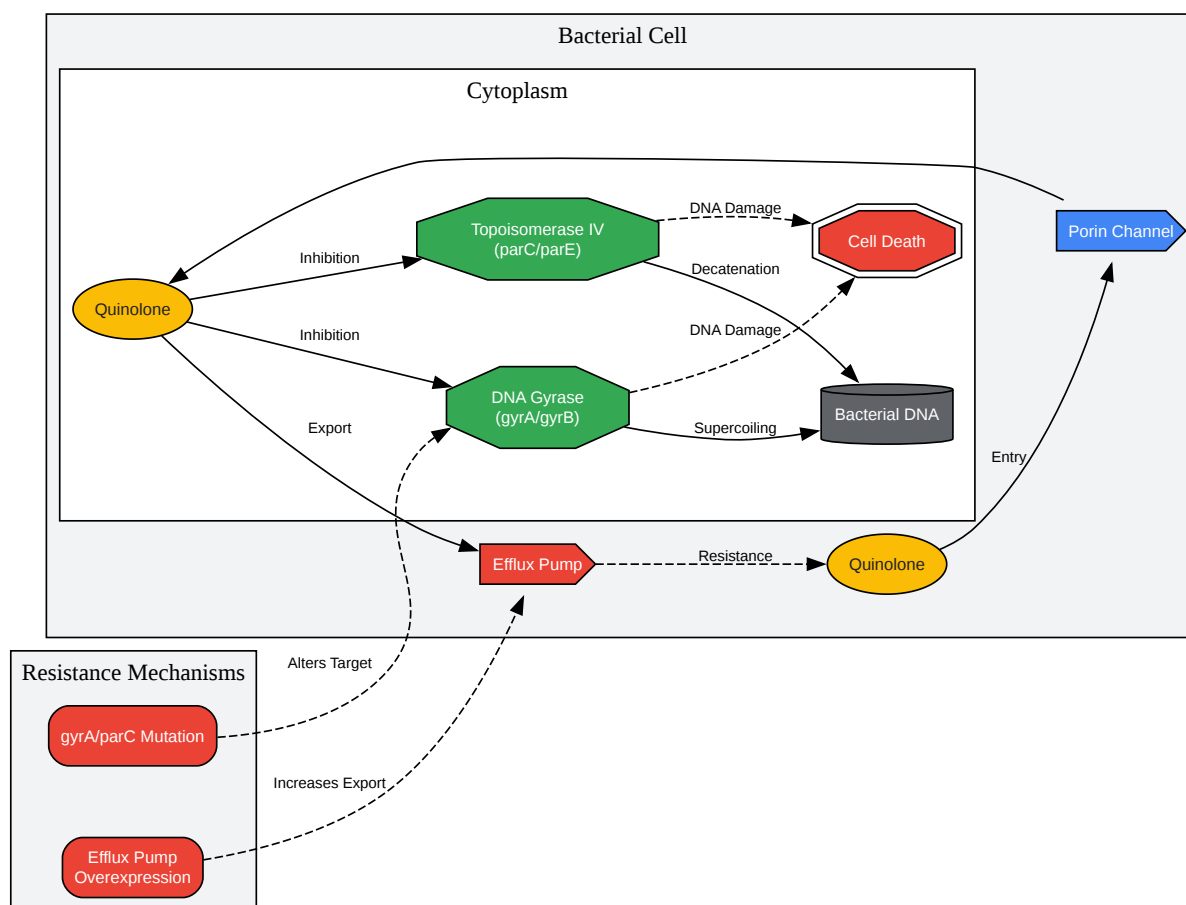 Bacterial Cell
Cytoplasm
DNA Damage
Topoisomerase IV
(parC/parE)
Cell Death
Porin Channel
Inhibition
Decatenation
Quinolone
Inhibition
DNA Damage
DNA Gyrase
(gyrA/gyrB)
Bacterial DNA
Export
Supercoiling
Entry
Efflux Pump
Resistance
Quinolone
Resistance Mechanisms
Alters Target
gyrA/parC Mutation
Increases Export
Efflux Pump
Overexpression